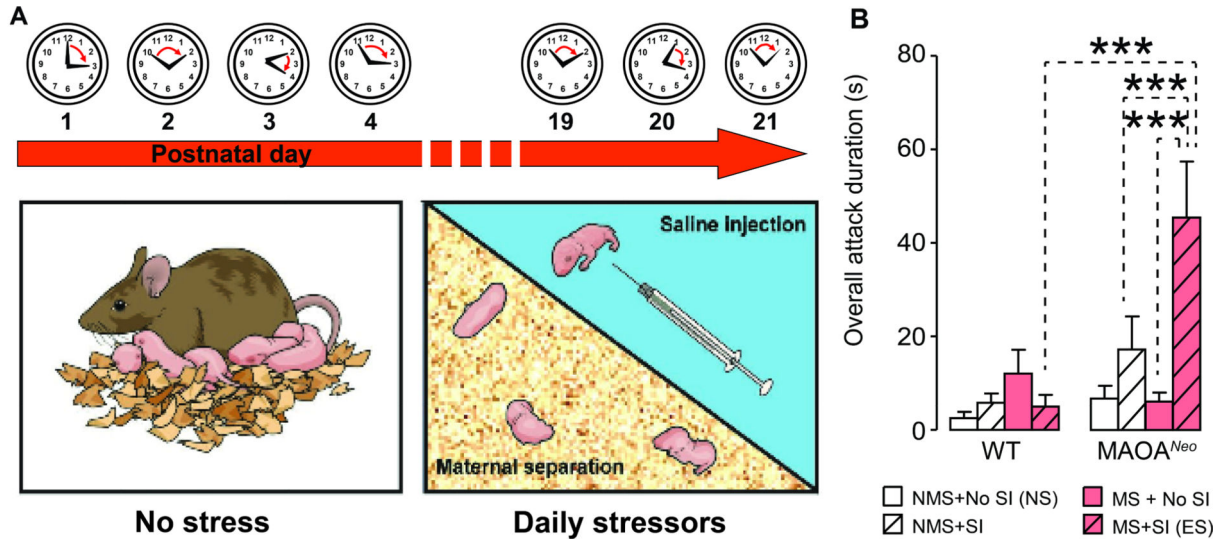 A
1
2
3
4
19
20
21
Postnatal day
Saline Injection
Maternal separation
No stress
Daily stressors
B
Overall attack duration (s)
80
60
40
20
0
***
***
***
WT
MAOA^Neo
NMS+No SI (NS)
MS + No SI
NMS+SI
MS+SI (ES)